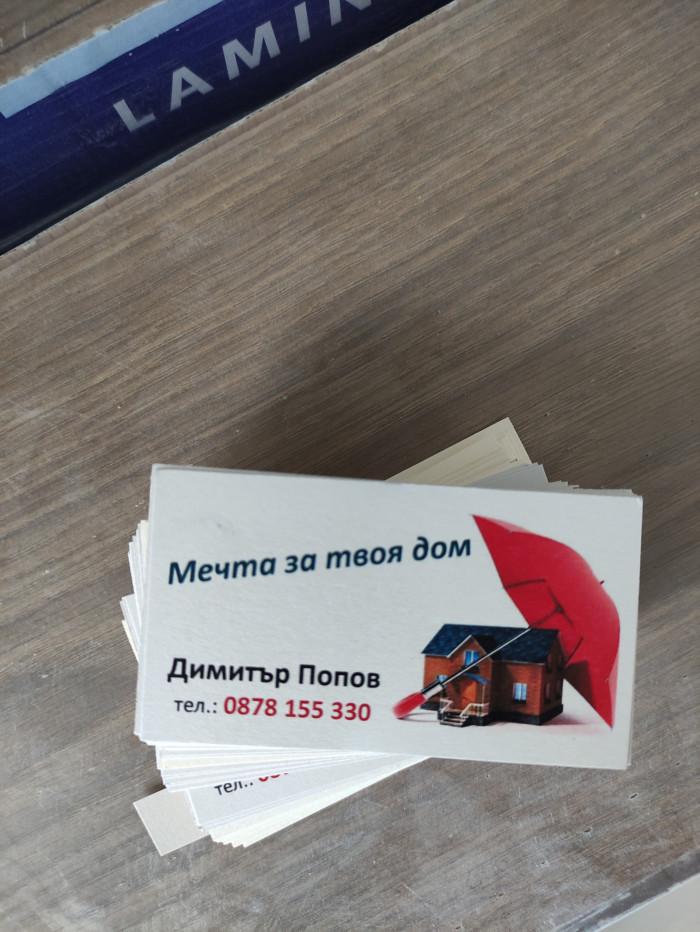 LAMIN
Мечта за твоя дом
Димитър Попов
тел.: 0878 155 330
тел.: